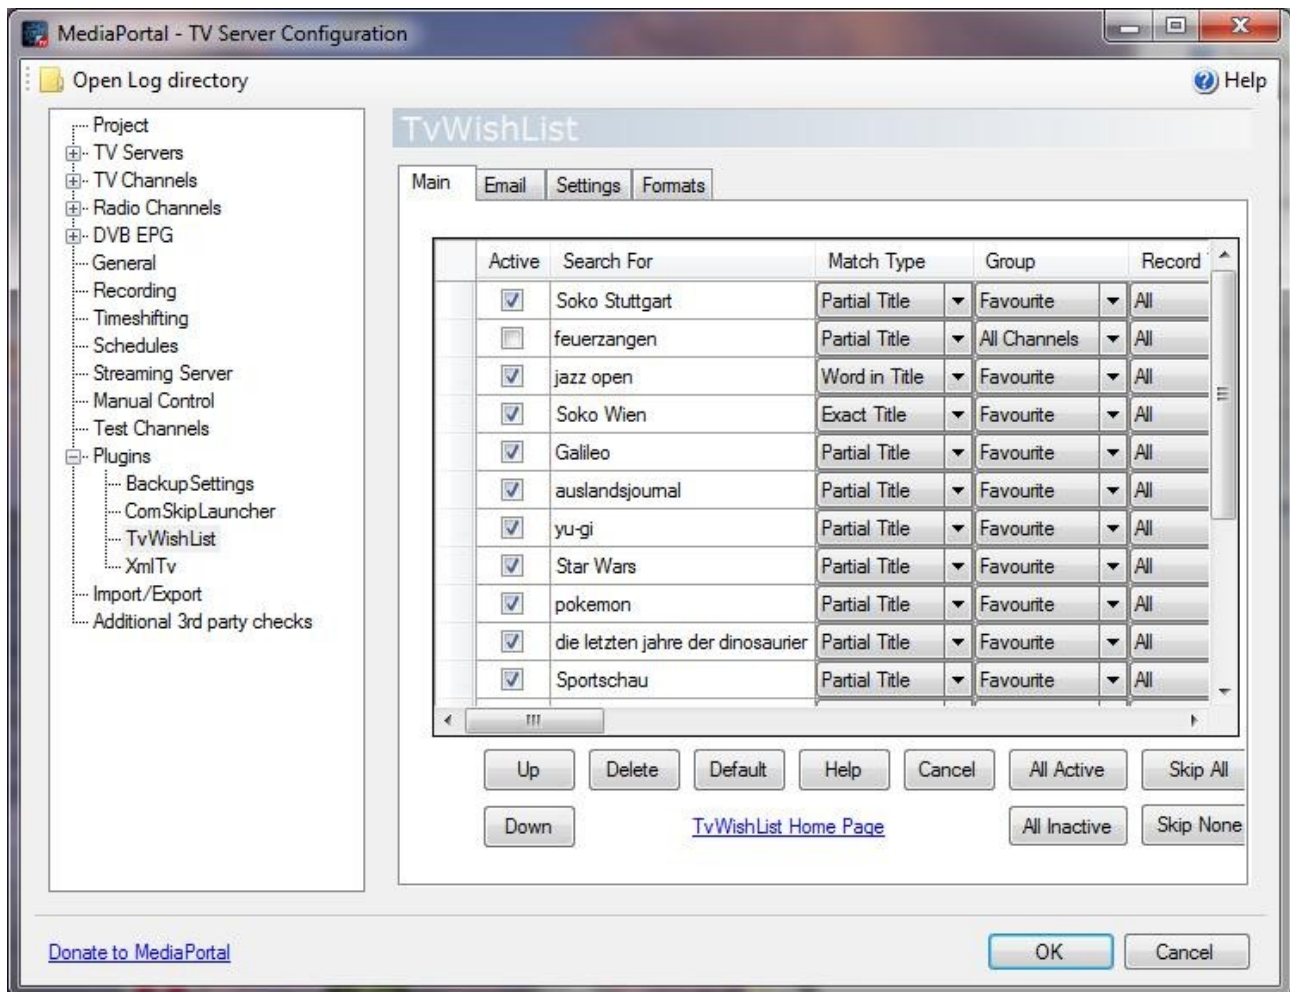 MediaPortal - TV Server Configuration
Open Log directory
Help
Project
TV Servers
TV Channels
Radio Channels
DVB EPG
General
Recording
Timeshifting
Schedules
Streaming Server
Manual Control
Test Channels
Plugins
BackupSettings
ComSkipLauncher
TvWishList
XmlTv
Import/Export
Additional 3rd party checks
TvWishList
Main Email Settings Formats
Active Search For Match Type Group Record
Soko Stuttgart Partial Title Favourite All
feuerzangen Partial Title All Channels All
jazz open Word in Title Favourite All
Soko Wien Exact Title Favourite All
Galileo Partial Title Favourite All
auslandsjournal Partial Title Favourite All
yu-gi Partial Title Favourite All
Star Wars Partial Title Favourite All
pokemon Partial Title Favourite All
die letzten jahre der dinosaurier Partial Title Favourite All
Sportschau Partial Title Favourite All
Up Delete Default Help Cancel All Active Skip All
Down TvWishList Home Page All Inactive Skip None
Donate to MediaPortal
OK Cancel